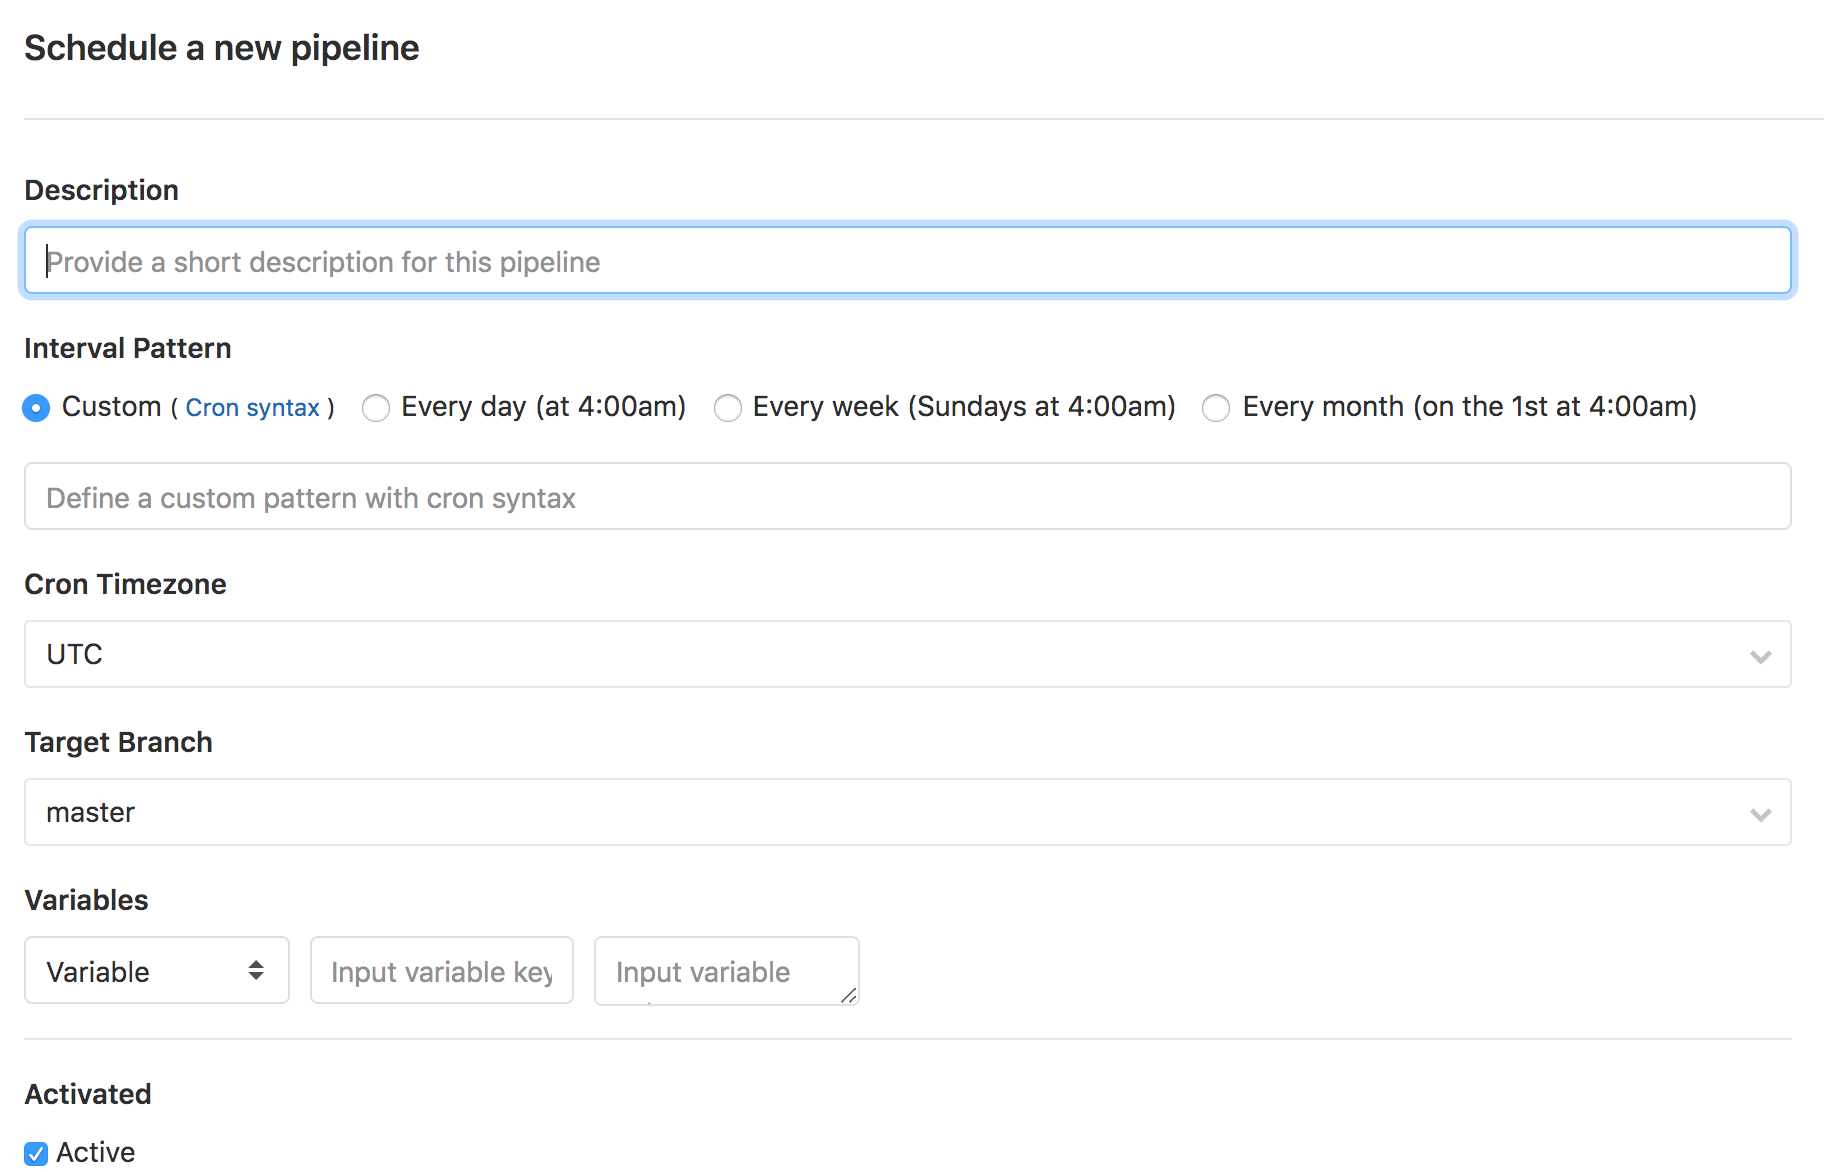 Schedule a new pipeline
Description
Provide a short description for this pipeline
Interval Pattern
Custom ( Cron syntax ) Every day (at 4:00am) Every week (Sundays at 4:00am) Every month (on the 1st at 4:00am)
Define a custom pattern with cron syntax
Cron Timezone
UTC
Target Branch
master
Variables
Variable Input variable key Input variable
Activated
Active